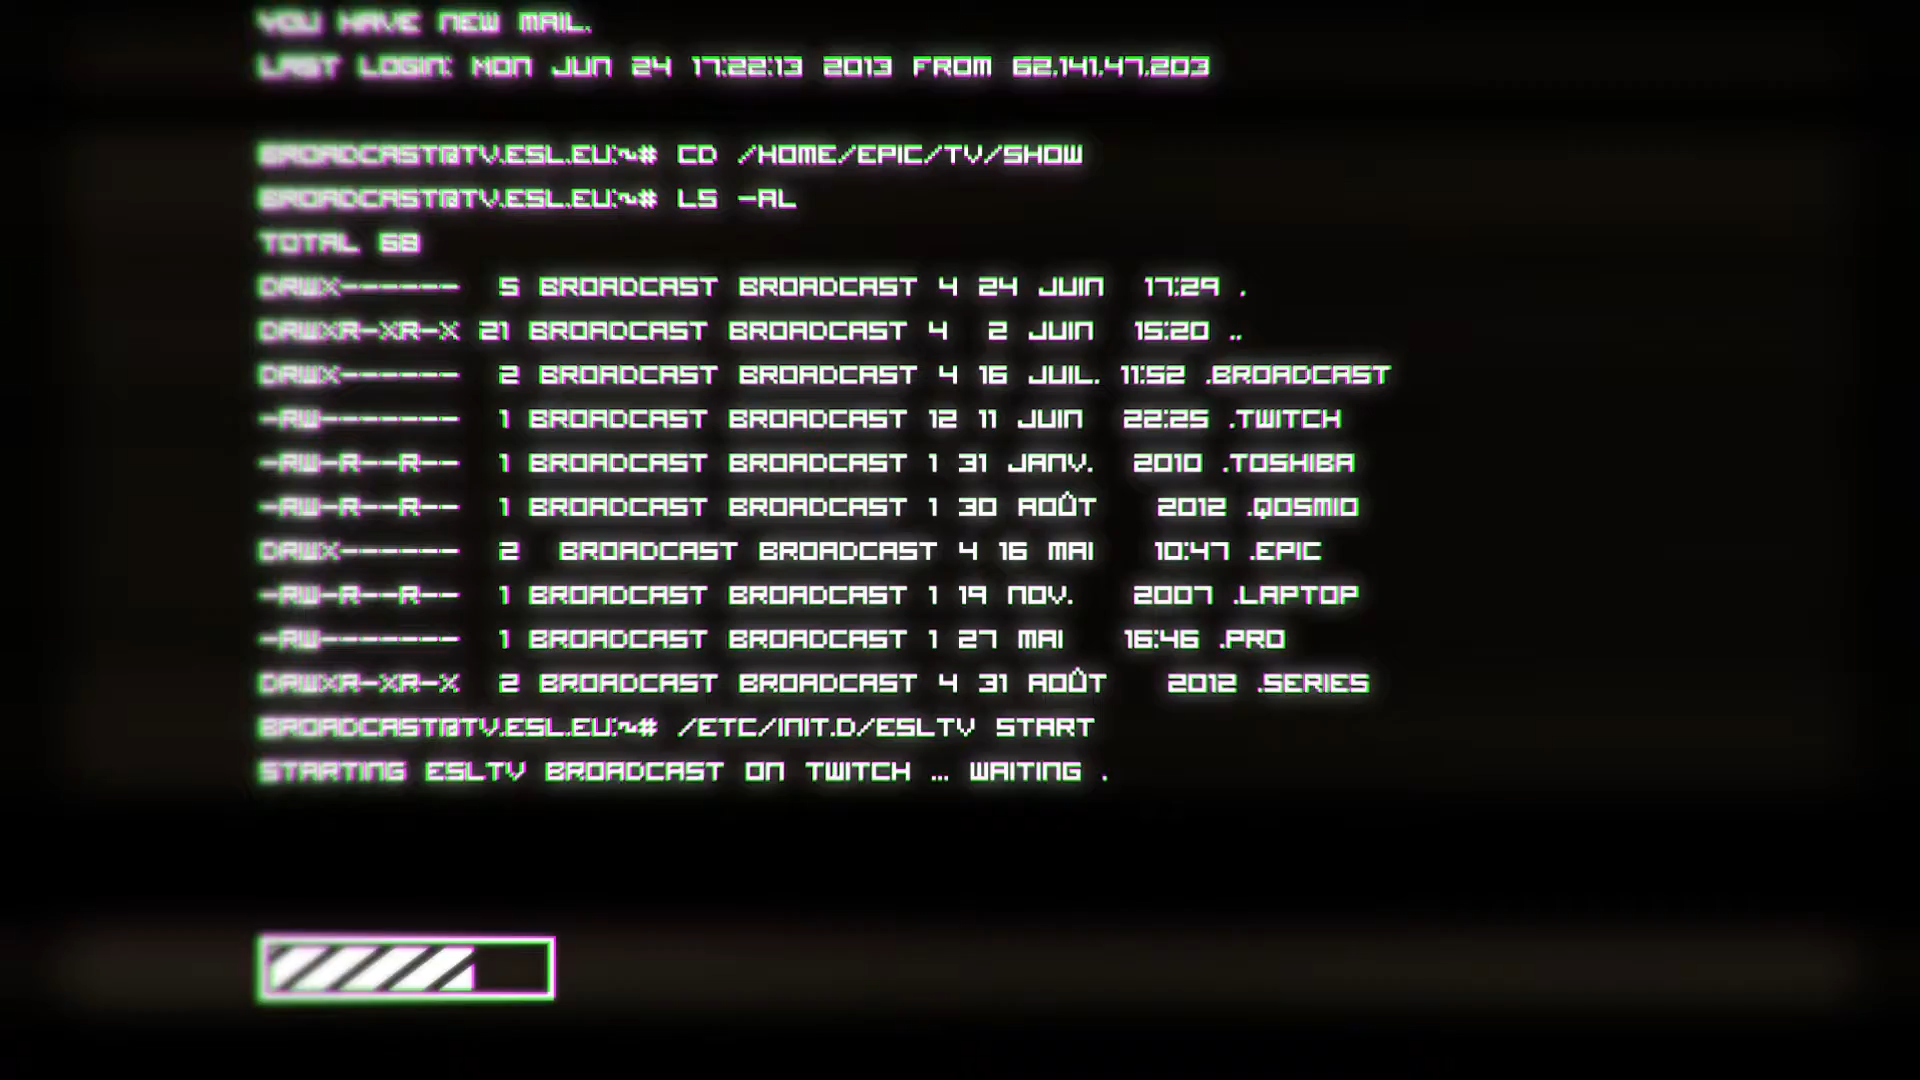 YOU HAVE NEW MAIL.
LAST LOGIN: MON JUN 24 17:22:13 2013 FROM 62.141.47.203
BROADCAST@TV.ESL.EU:~# CD /HOME/EPIC/TV/SHOW
BROADCAST@TV.ESL.EU:~# LS -AL
TOTAL 68
DRWX------ 5 BROADCAST BROADCAST 4 24 JUIN 17:29 .
DRWXR-XR-X 21 BROADCAST BROADCAST 4 2 JUIN 15:20 ..
DRWX------ 2 BROADCAST BROADCAST 4 16 JUIL. 11:52 .BROADCAST
-RW------- 1 BROADCAST BROADCAST 12 11 JUIN 22:25 .TWITCH
-RW-R--R-- 1 BROADCAST BROADCAST 1 31 JANV. 2010 .TOSHIBA
-RW-R--R-- 1 BROADCAST BROADCAST 1 30 AOÛT 2012 .QOSMIO
DRWX------ 2 BROADCAST BROADCAST 4 16 MAI 10:47 .EPIC
-RW-R--R-- 1 BROADCAST BROADCAST 1 19 NOV. 2007 .LAPTOP
-RW------- 1 BROADCAST BROADCAST 1 27 MAI 16:46 .PRO
DRWXR-XR-X 2 BROADCAST BROADCAST 4 31 AOÛT 2012 .SERIES
BROADCAST@TV.ESL.EU:~# /ETC/INIT.D/ESLTV START
STARTING ESLTV BROADCAST ON TWITCH ... WAITING .